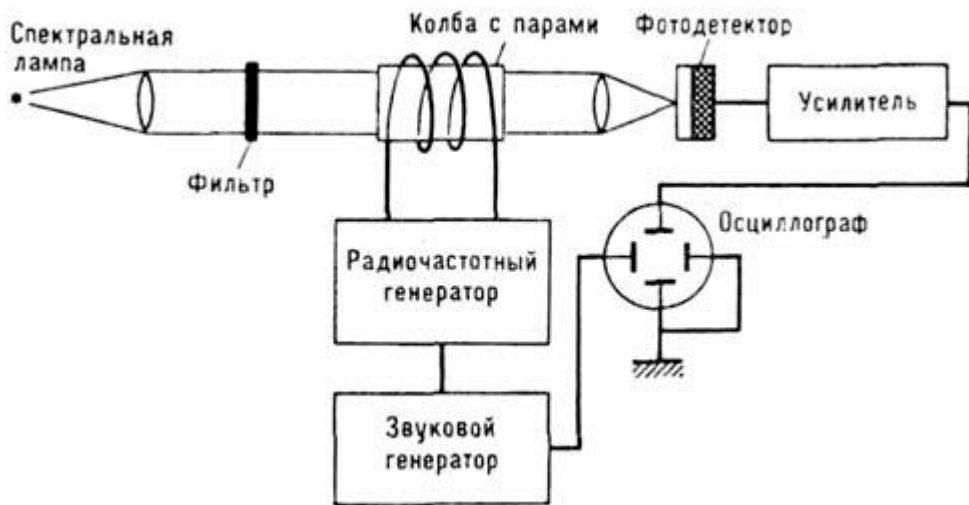 Спектральная
лампа
Фильтр
Колба с парами
Фотодетектор
Усилитель
Осциллограф
Радиочастотный
генератор
Звуковой
генератор